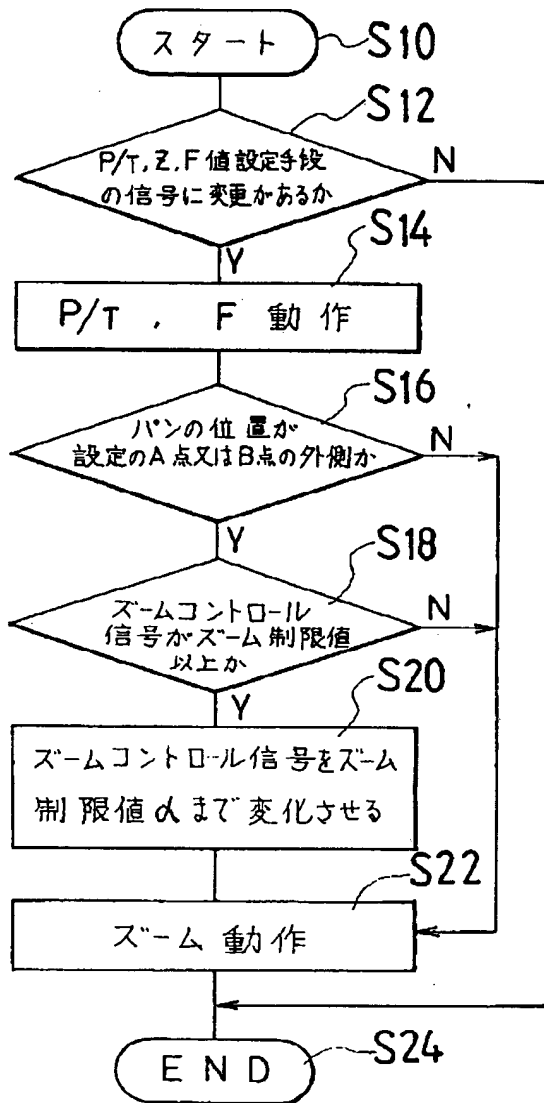 スタート
S10
S12
P/T, Z, F値設定手段
の信号に変更があるか
N
Y
S14
P/T, F動作
S16
パンの位置が
設定のA点又はB点の外側か
N
Y
S18
ズームコントロール
信号がズーム制限値
以上か
N
Y
S20
ズームコントロール信号をズーム
制限値αまで変化させる
S22
ズーム動作
S24
END